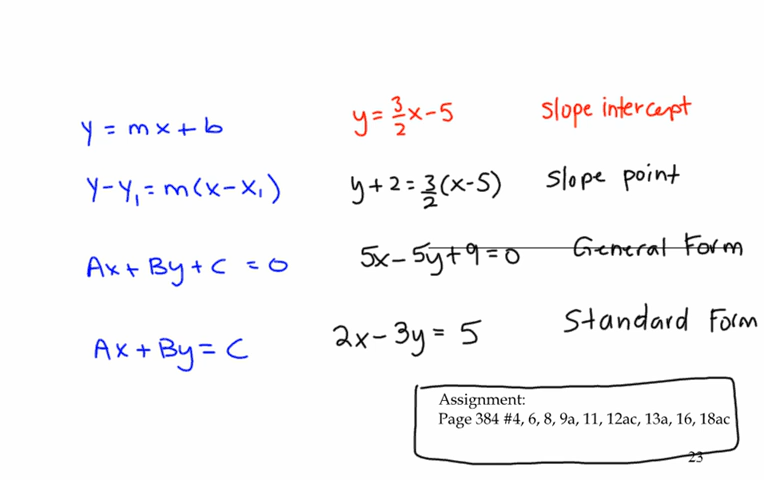 y = mx + b    y = 3/2 x - 5    slope intercept
y - y₁ = m(x - x₁)    y + 2 = 3/2 (x - 5)    slope point
Ax + By + C = 0    5x - 5y + 9 = 0    General Form
Ax + By = C    2x - 3y = 5    Standard Form
Assignment:
Page 384 #4, 6, 8, 9a, 11, 12ac, 13a, 16, 18ac
23